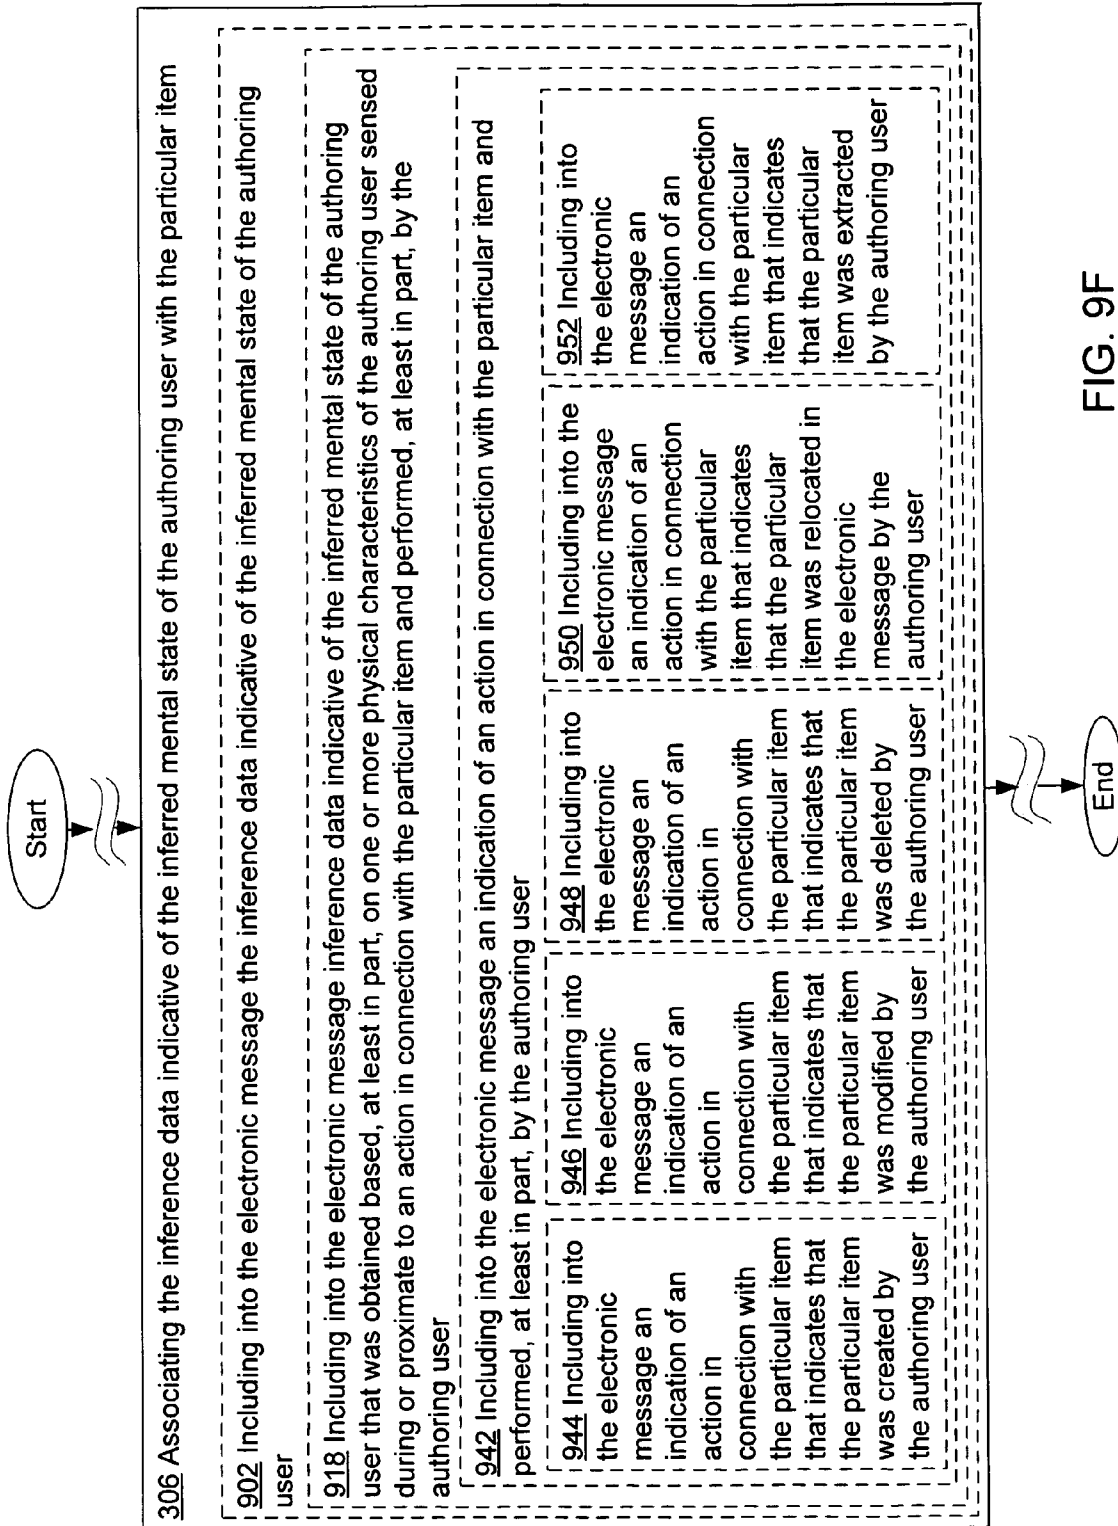 Start
306 Associating the inference data indicative of the inferred mental state of the authoring user with the particular item
902 Including into the electronic message the inference data indicative of the inferred mental state of the authoring
user
918 Including into the electronic message inference data indicative of the inferred mental state of the authoring
user that was obtained based, at least in part, on one or more physical characteristics of the authoring user sensed
during or proximate to an action in connection with the particular item and performed, at least in part, by the
authoring user
942 Including into the electronic message an indication of an action in connection with the particular item and
performed, at least in part, by the authoring user
944 Including into
the electronic
message an
indication of an
action in
connection with
the particular item
that indicates that
the particular item
was created by
the authoring user
946 Including into
the electronic
message an
indication of an
action in
connection with
the particular item
that indicates that
the particular item
was modified by
the authoring user
948 Including into
the electronic
message an
indication of an
action in
connection with
the particular item
that indicates that
the particular item
was deleted by
the authoring user
950 Including into the
electronic message
an indication of an
action in connection
with the particular
item that indicates
that the particular
item was relocated in
the electronic
message by the
authoring user
952 Including into
the electronic
message an
indication of an
action in connection
with the particular
item that indicates
that the particular
item was extracted
by the authoring user
End
FIG. 9F